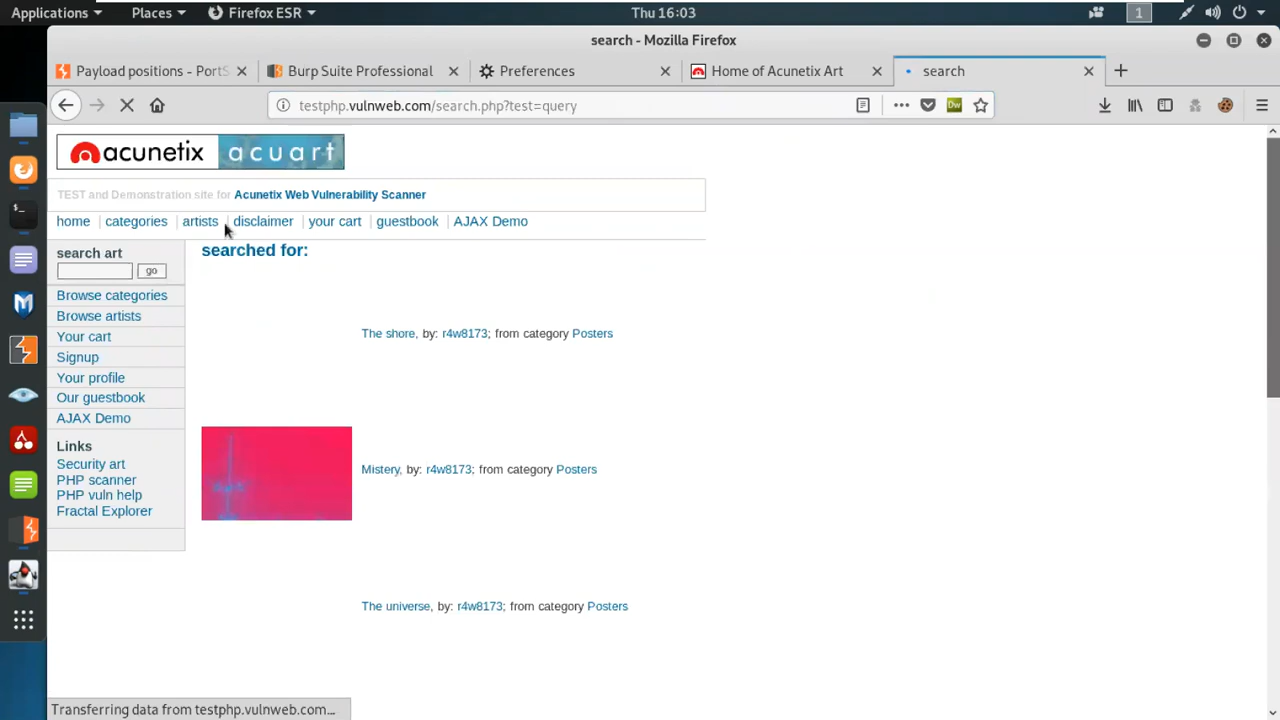 Applications Places Firefox ESR Thu 16:03 1
search - Mozilla Firefox
Payload positions - PortS Burp Suite Professional Preferences Home of Acunetix Art search
testphp.vulnweb.com/search.php?test=query
acunetix acuart
TEST and Demonstration site for Acunetix Web Vulnerability Scanner
home | categories | artists | disclaimer | your cart | guestbook | AJAX Demo
search art
go
Browse categories
Browse artists
Your cart
Signup
Your profile
Our guestbook
AJAX Demo
Links
Security art
PHP scanner
PHP vuln help
Fractal Explorer
searched for:
The shore, by: r4w8173; from category Posters
Mistery, by: r4w8173; from category Posters
The universe, by: r4w8173; from category Posters
Transferring data from testphp.vulnweb.com...